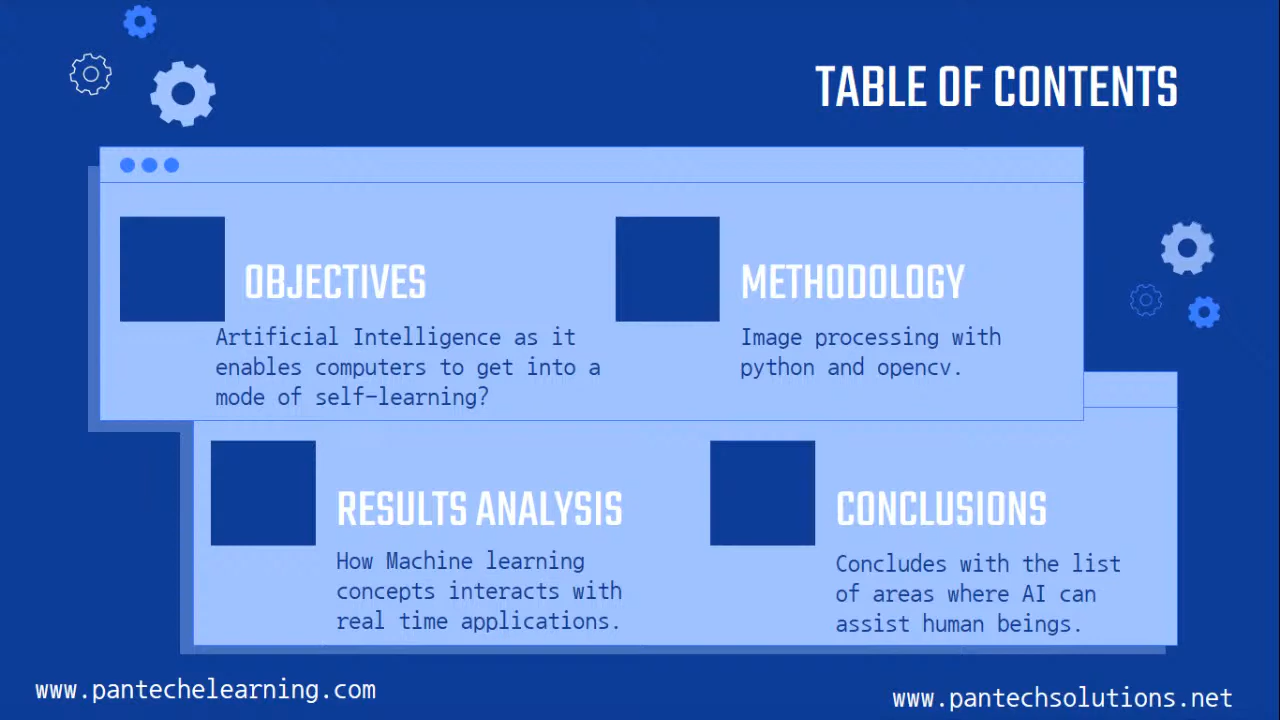 TABLE OF CONTENTS
OBJECTIVES
Artificial Intelligence as it
enables computers to get into a
mode of self-learning?
METHODOLOGY
Image processing with
python and opencv.
RESULTS ANALYSIS
How Machine learning
concepts interacts with
real time applications.
CONCLUSIONS
Concludes with the list
of areas where AI can
assist human beings.
www.pantechelearning.com
www.pantechsolutions.net